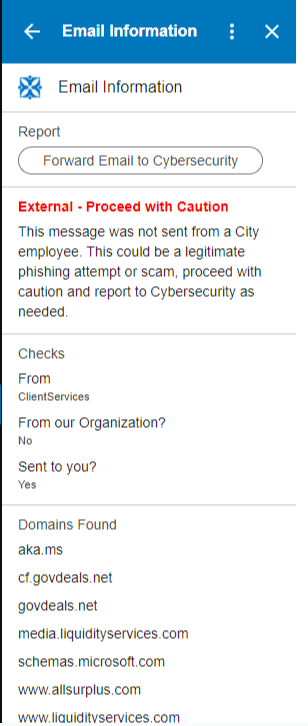 Email Information
Email Information
Report
Forward Email to Cybersecurity
External - Proceed with Caution
This message was not sent from a City
employee. This could be a legitimate
phishing attempt or scam, proceed with
caution and report to Cybersecurity as
needed.
Checks
From
ClientServices
From our Organization?
No
Sent to you?
Yes
Domains Found
aka.ms
cf.govdeals.net
govdeals.net
media.liquidityservices.com
schemas.microsoft.com
www.allsurplus.com
www.liquidityservices.com